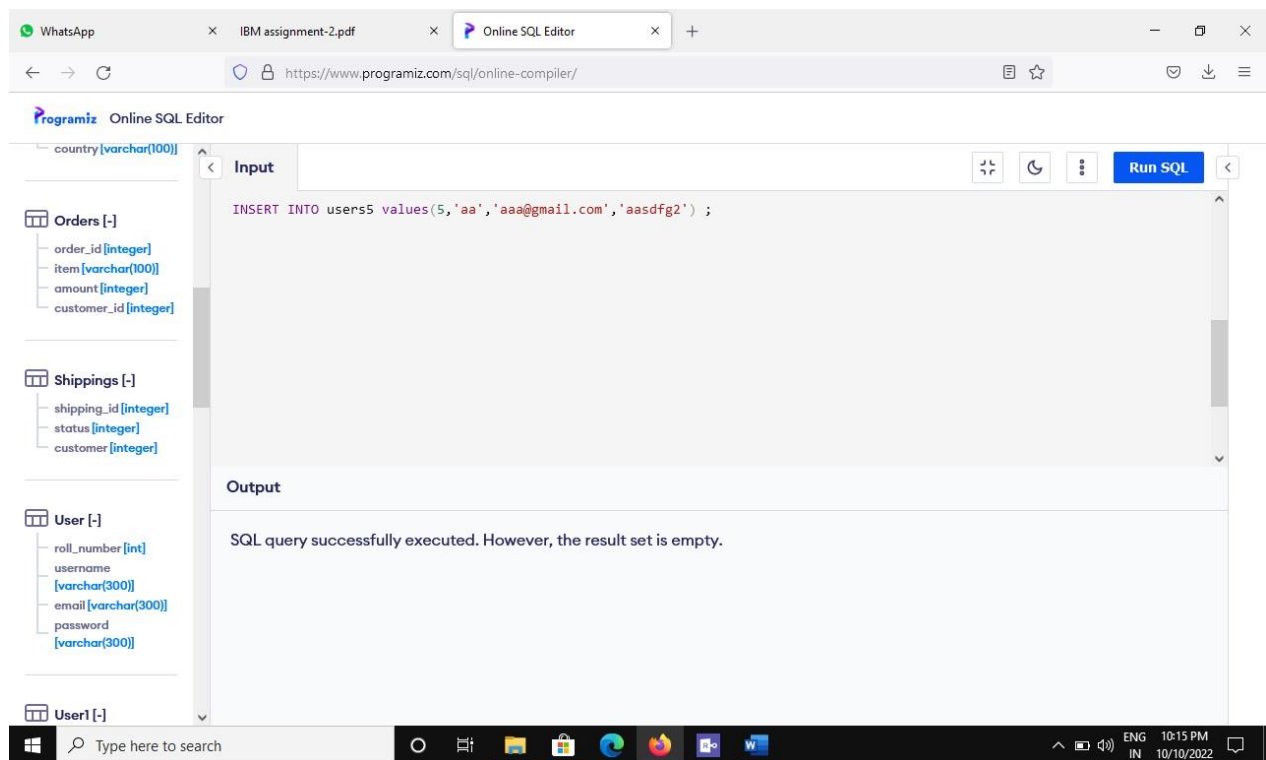 WhatsApp
IBM assignment-2.pdf
Online SQL Editor
https://www.programiz.com/sql/online-compiler/
Programiz Online SQL Editor
country [varchar(100)]
Orders [-]
order_id [integer]
item [varchar(100)]
amount [integer]
customer_id [integer]
Shippings [-]
shipping_id [integer]
status [integer]
customer [integer]
User [-]
roll_number [int]
username
[varchar(300)]
email [varchar(300)]
password
[varchar(300)]
User1 [-]
Input
Run SQL
INSERT INTO users5 values(5,'aa','aaa@gmail.com','aasdfg2') ;
Output
SQL query successfully executed. However, the result set is empty.
Type here to search
ENG
IN
10:15 PM
10/10/2022